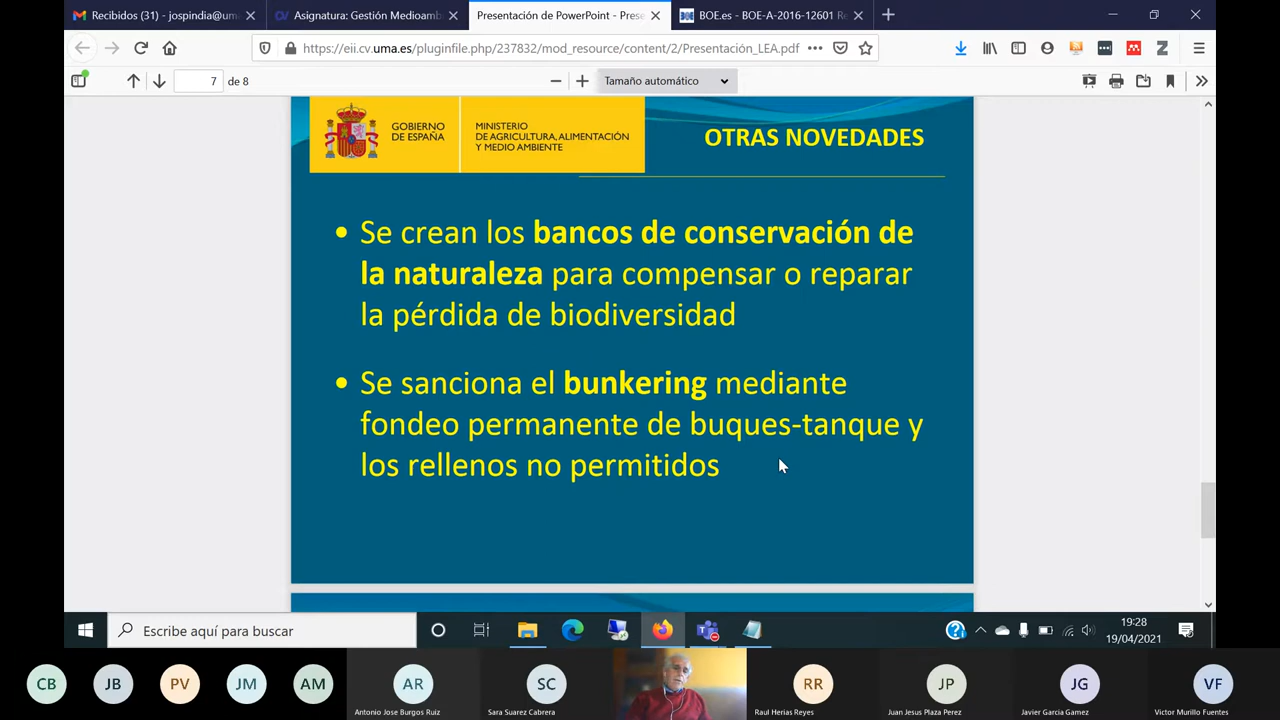 Recibidos (31) - jospindia@um
Asignatura: Gestión Medioamb
Presentación de PowerPoint - Prese
BOE.es - BOE-A-2016-12601 Re
https://eii.cv.uma.es/pluginfile.php/237832/mod_resource/content/2/Presentación_LEA.pdf
7 de 8
Tamaño automático
GOBIERNO
DE ESPAÑA
MINISTERIO
DE AGRICULTURA, ALIMENTACIÓN
Y MEDIO AMBIENTE
OTRAS NOVEDADES
• Se crean los bancos de conservación de
la naturaleza para compensar o reparar
la pérdida de biodiversidad
• Se sanciona el bunkering mediante
fondeo permanente de buques-tanque y
los rellenos no permitidos
Escribe aquí para buscar
19:28
19/04/2021
CB
JB
PV
JM
AM
AR
SC
RR
JP
JG
VF
Antonio Jose Burgos Ruiz
Sara Suarez Cabrera
Raul Herias Reyes
Juan Jesus Plaza Perez
Javier Garcia Gamez
Victor Murillo Fuentes